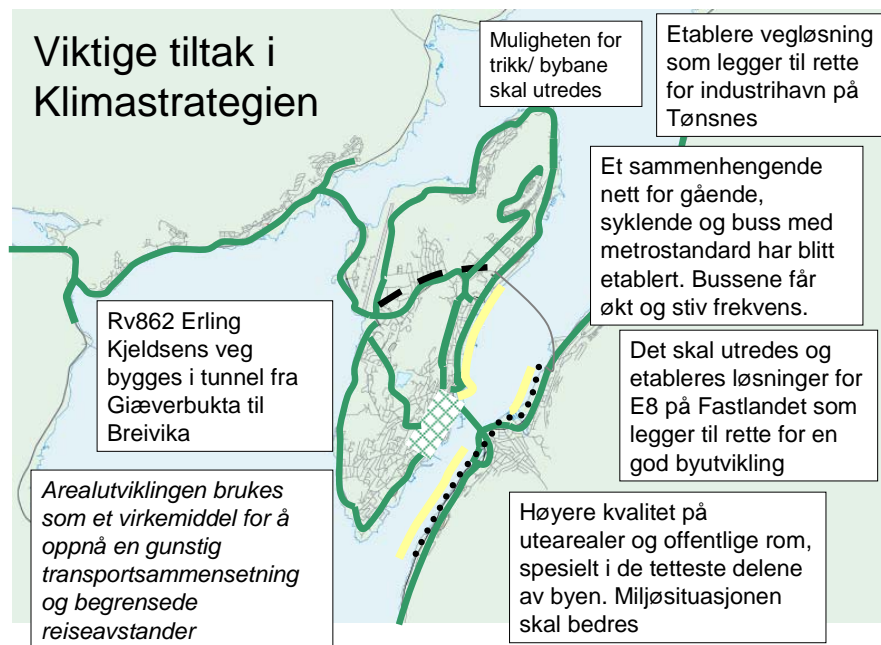 Viktige tiltak i
Klimastrategien
Muligheten for
trikk/ bybane
skal utredes
Etablere vegløsning
som legger til rette
for industrihavn på
Tønsnes
Et sammenhengende
nett for gående,
syklende og buss med
metrostandard har blitt
etablert. Bussene får
økt og stiv frekvens.
Rv862 Erling
Kjeldsens veg
bygges i tunnel fra
Giæverbukta til
Breivika
Det skal utredes og
etableres løsninger for
E8 på Fastlandet som
legger til rette for en
god byutvikling
Arealutviklingen brukes
som et virkemiddel for å
oppnå en gunstig
transportsammensetning
og begrensede
reiseavstander
Høyere kvalitet på
utearealer og offentlige rom,
spesielt i de tetteste delene
av byen. Miljøsituasjonen
skal bedres